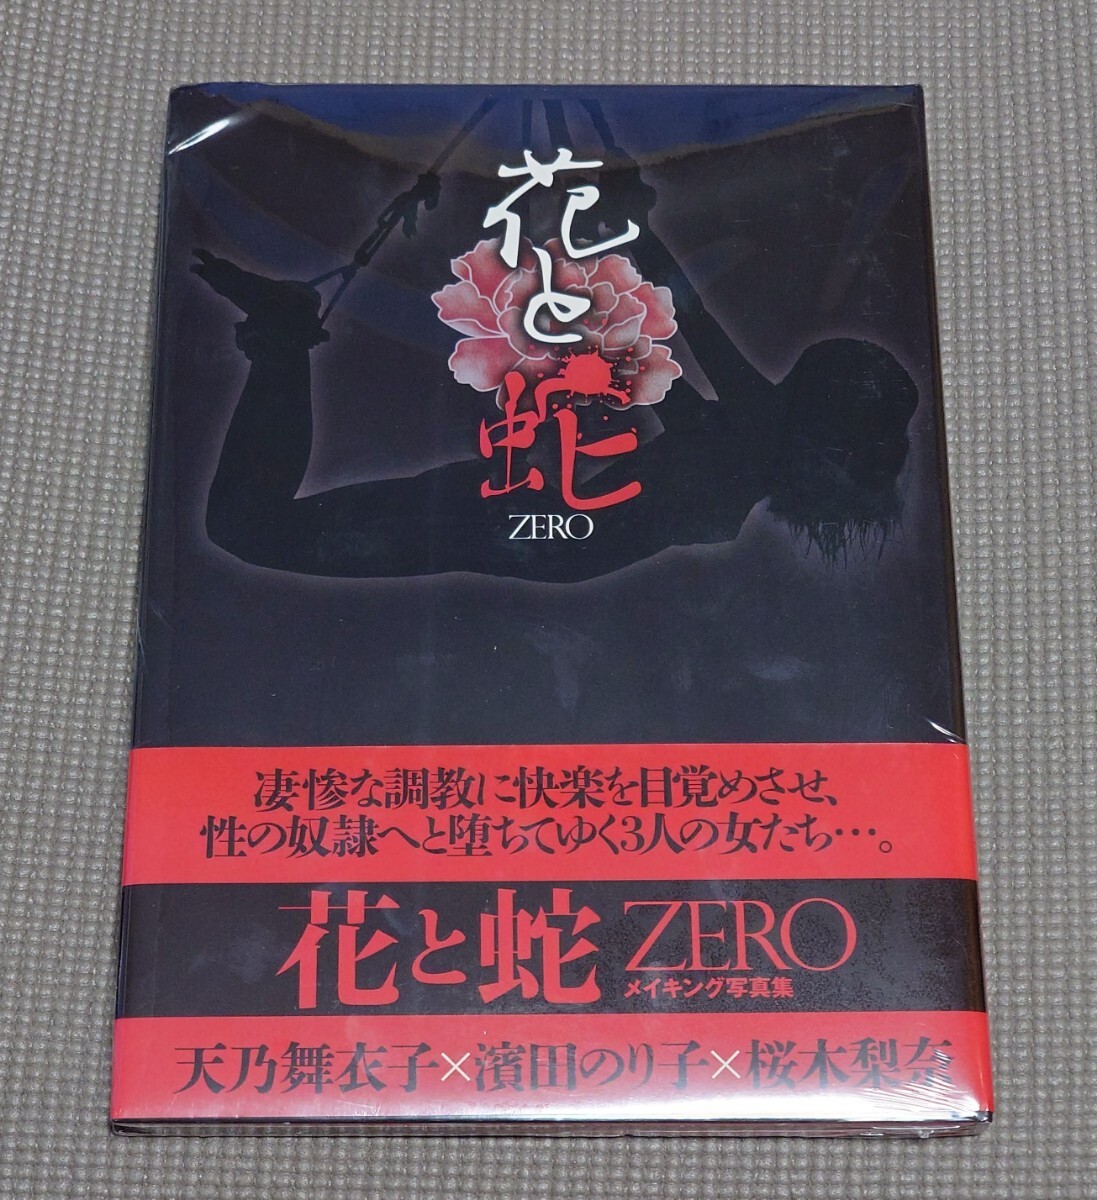 花と蛇
ZERO
凄惨な調教に快楽を目覚めさせ、
性の奴隷へと堕ちてゆく3人の女たち…。
花と蛇 ZERO
メイキング写真集
天乃舞衣子×濱田のり子×桜木梨奈